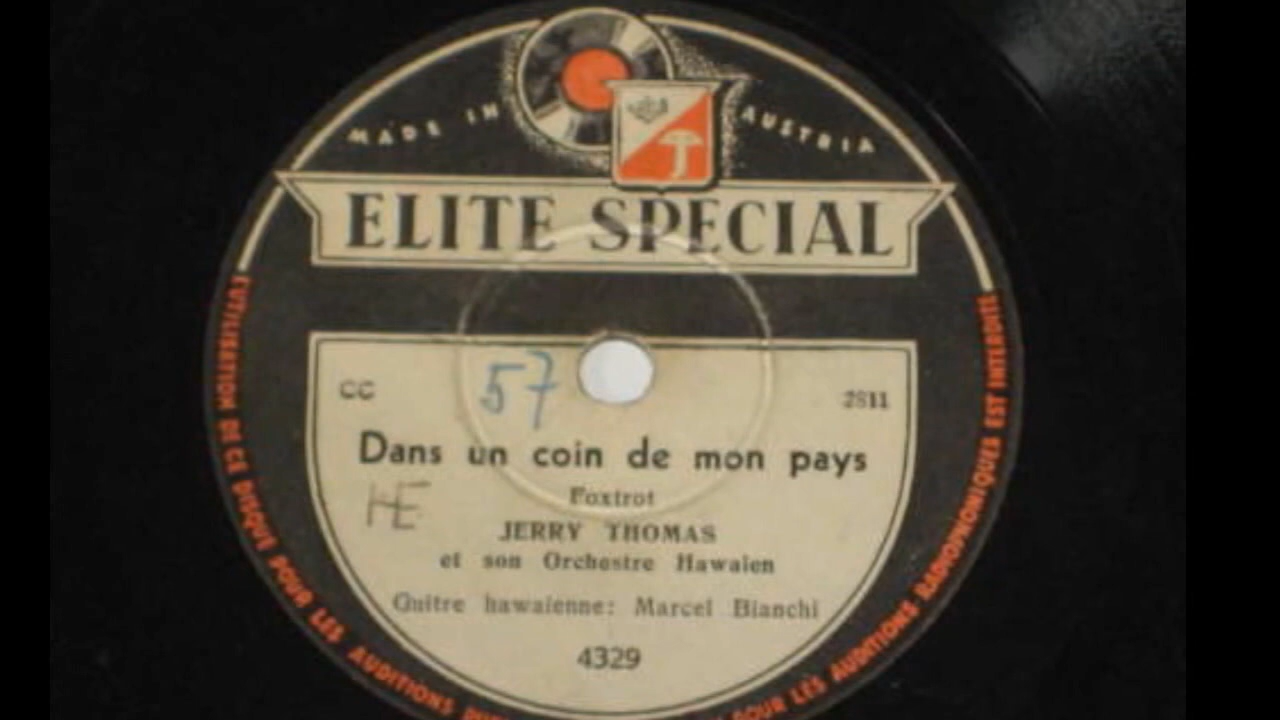 MADE IN AUSTRIA
ELITE SPECIAL
57
CC 2811
Dans un coin de mon pays
HE
Foxtrot
JERRY THOMAS
et son Orchestre Hawaien
Guitre hawaienne: Marcel Bianchi
4329
L'UTILISATION DE CE DISQUE POUR LES AUDITIONS
POUR LES AUDITIONS RADIOPHONIQUES EST INTERDITE